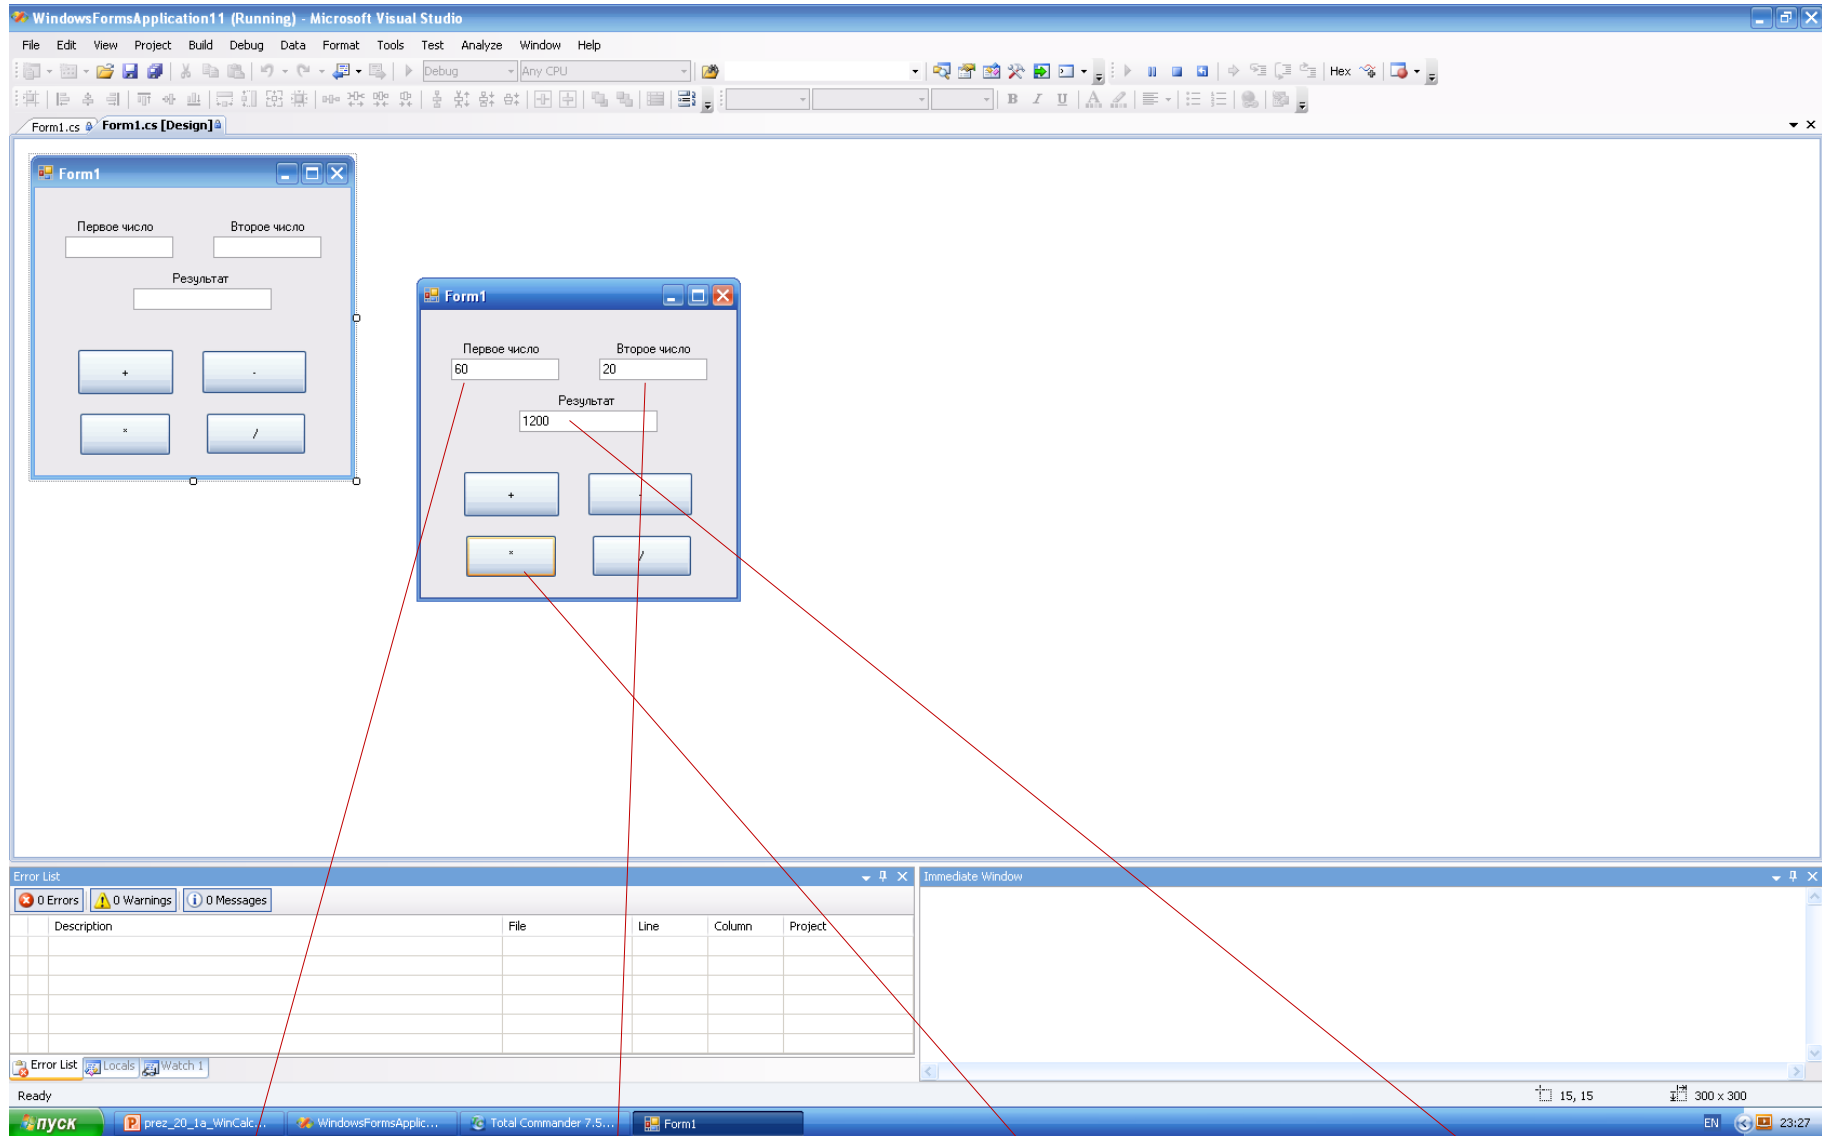 WindowsFormsApplication11 (Running) - Microsoft Visual Studio
File Edit View Project Build Debug Data Format Tools Test Analyze Window Help
Debug Any CPU Hex
B I U A
Form1.cs Form1.cs [Design]
Form1
Первое число Второе число
Результат
+ -
* /
Form1
Первое число Второе число
60 20
Результат
1200
+ -
* /
Error List
0 Errors 0 Warnings 0 Messages
Description File Line Column Project
Error List Locals Watch 1
Immediate Window
Ready 15, 15 300 x 300
пуск prez_20_1a_WinCalc... WindowsFormsApplic... Total Commander 7.5... Form1 EN 23:27